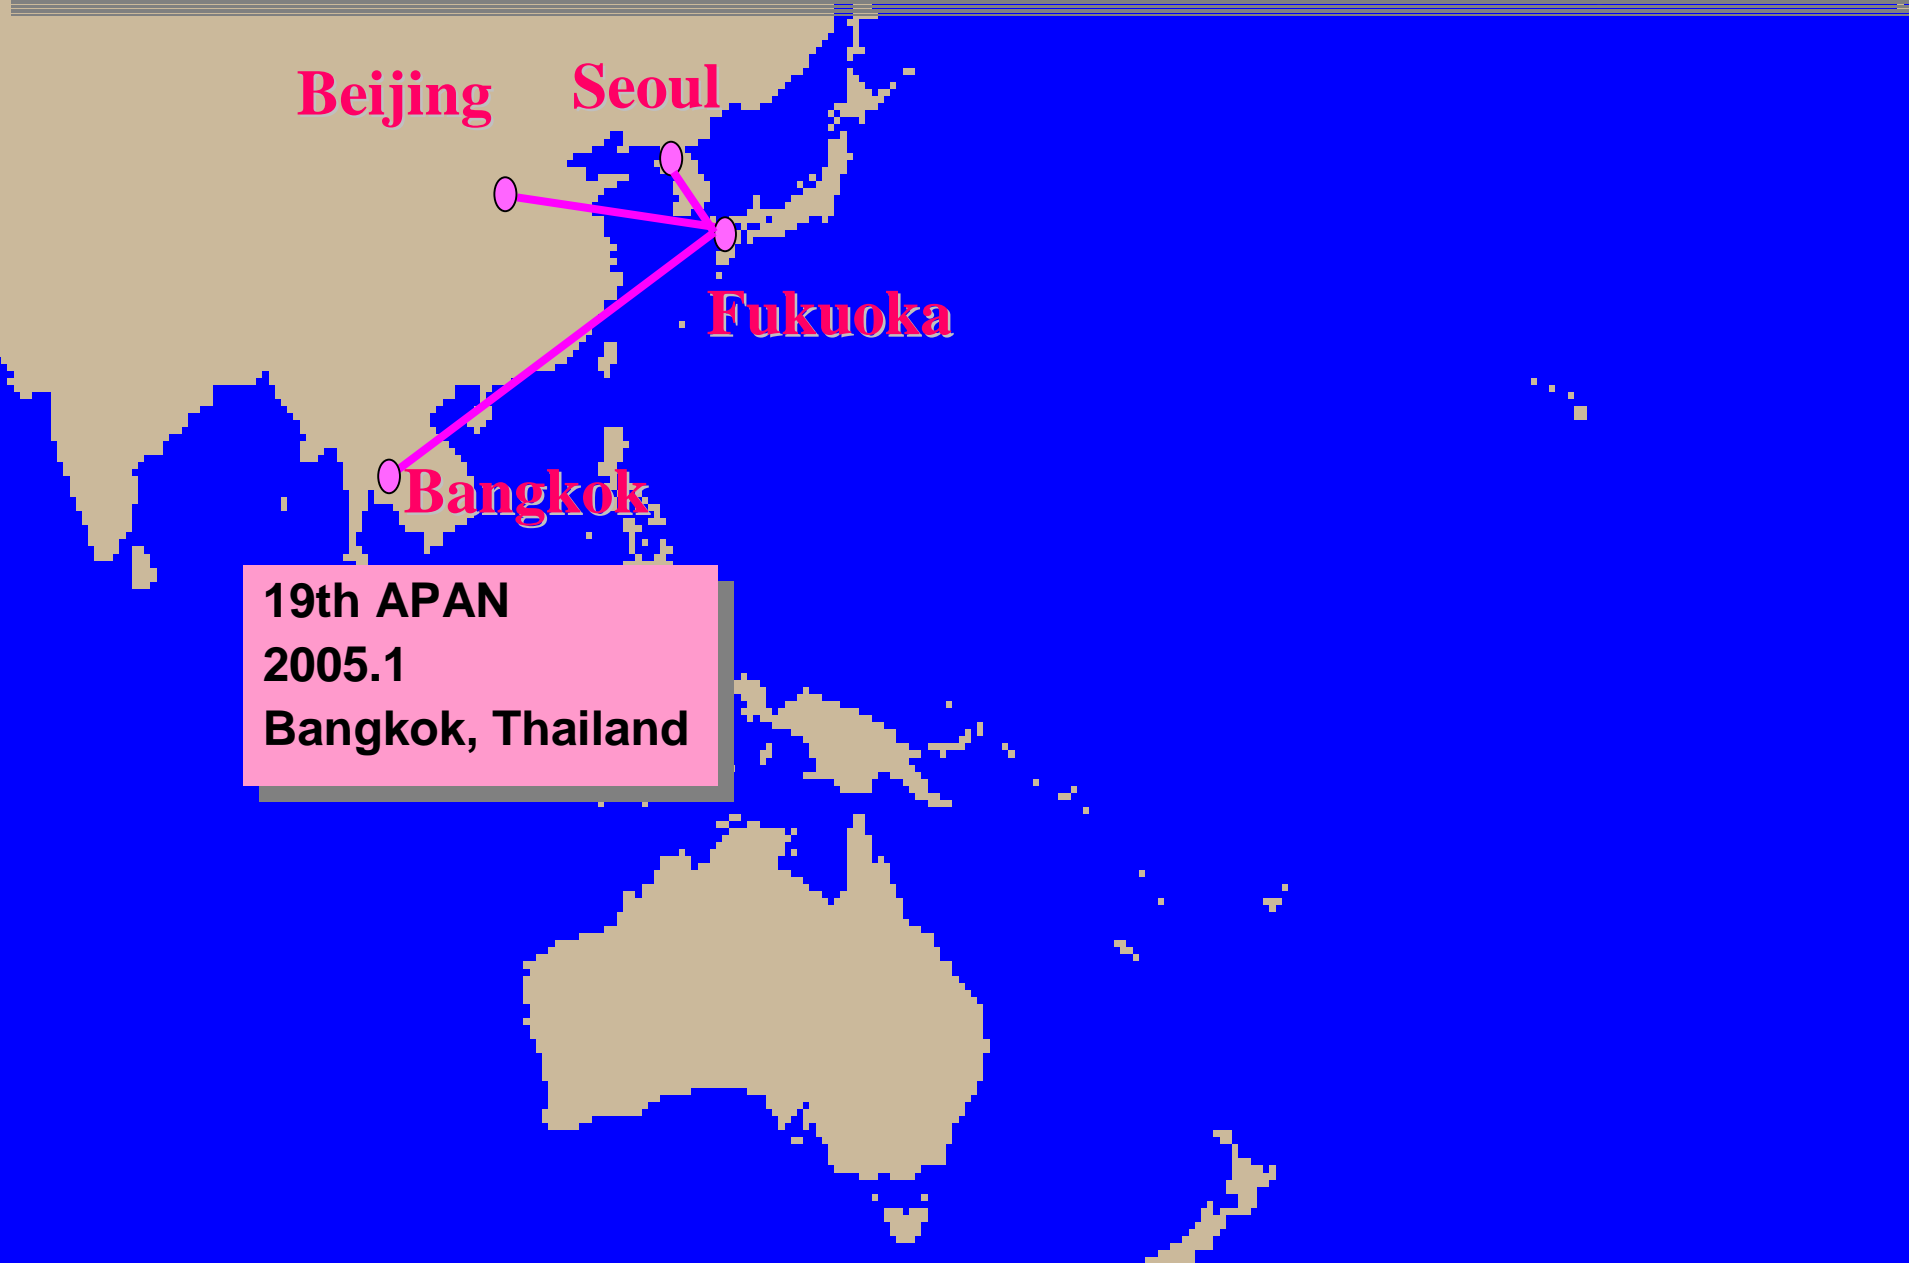 Beijing
Seoul
Fukuoka
Bangkok
19th APAN
2005.1
Bangkok, Thailand